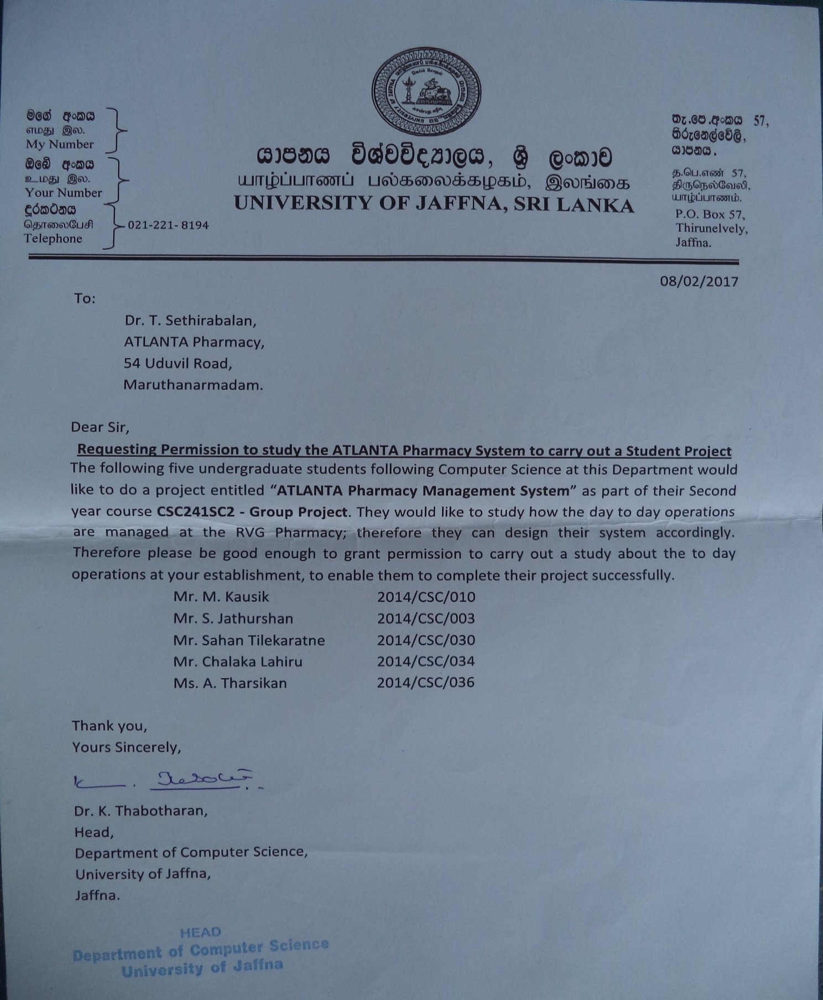 මගේ අංකය
எமது இல.
My Number
ඔබේ අංකය
உமது இல.
Your Number
දුරකථනය
தொலைபேசி
Telephone
021-221- 8194
යාපනය විශ්වවිද්‍යාලය, ශ්‍රී ලංකාව
யாழ்ப்பாணப் பல்கலைக்கழகம், இலங்கை
UNIVERSITY OF JAFFNA, SRI LANKA
තැ.පෙ.අංකය 57,
තිරුනෙල්වේලි,
යාපනය.
த.பெ.எண் 57,
திருநெல்வேலி,
யாழ்ப்பாணம்.
P.O. Box 57,
Thirunelvely,
Jaffna.
08/02/2017
To:
Dr. T. Sethirabalan,
ATLANTA Pharmacy,
54 Uduvil Road,
Maruthanarmadam.
Dear Sir,
Requesting Permission to study the ATLANTA Pharmacy System to carry out a Student Project
The following five undergraduate students following Computer Science at this Department would
like to do a project entitled “ATLANTA Pharmacy Management System” as part of their Second
year course CSC241SC2 - Group Project. They would like to study how the day to day operations
are managed at the RVG Pharmacy; therefore they can design their system accordingly.
Therefore please be good enough to grant permission to carry out a study about the to day
operations at your establishment, to enable them to complete their project successfully.
Mr. M. Kausik 2014/CSC/010
Mr. S. Jathurshan 2014/CSC/003
Mr. Sahan Tilekaratne 2014/CSC/030
Mr. Chalaka Lahiru 2014/CSC/034
Ms. A. Tharsikan 2014/CSC/036
Thank you,
Yours Sincerely,
Dr. K. Thabotharan,
Head,
Department of Computer Science,
University of Jaffna,
Jaffna.
HEAD
Department of Computer Science
University of Jaffna